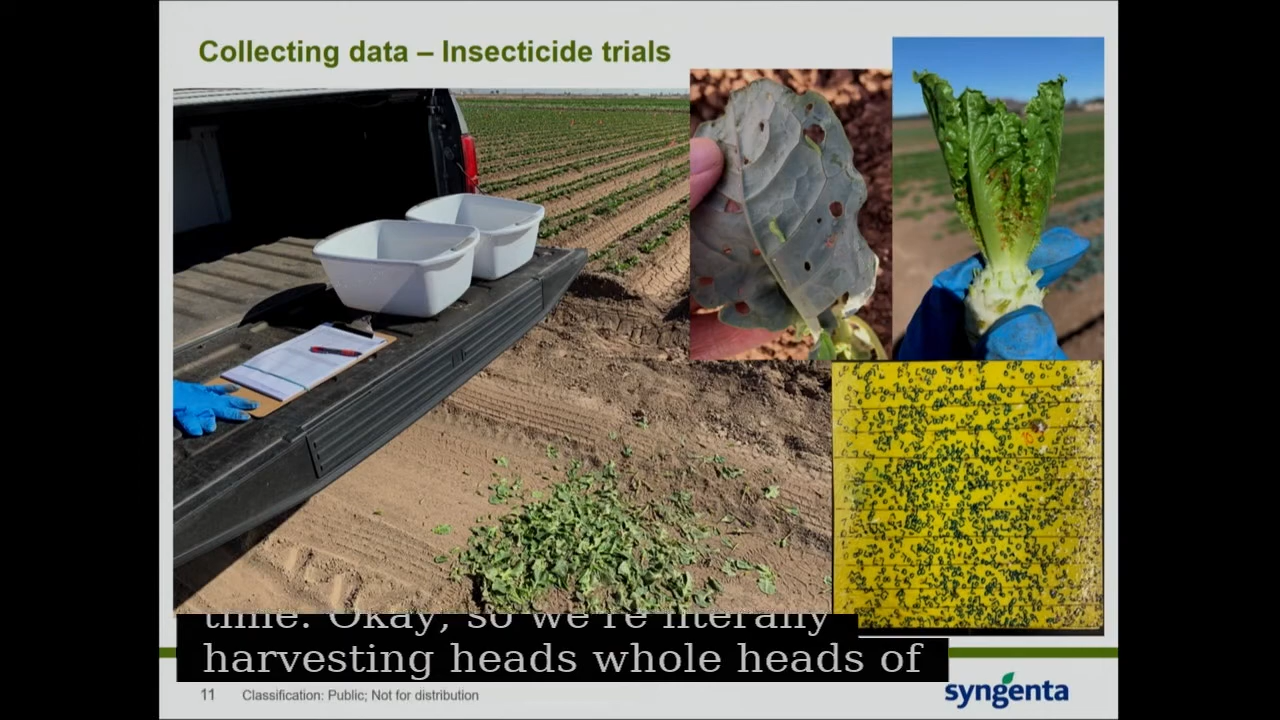 Collecting data – Insecticide trials
time. Okay, so we're literally
harvesting heads whole heads of
11 Classification: Public; Not for distribution
syngenta